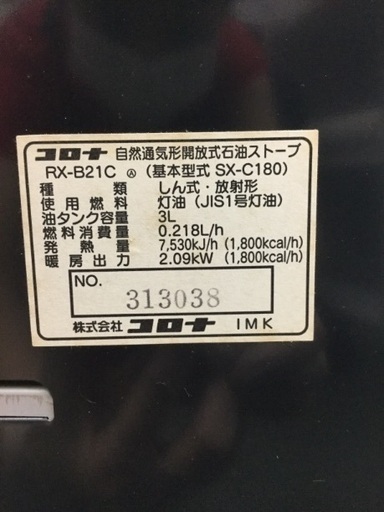 コロナ 自然通気形開放式石油ストーブ
RX-B21C Ⓐ (基本型式 SX-C180)
種類 : しん式・放射形
使用燃料 : 灯油 (JIS1号灯油)
油タンク容量 : 3L
燃料消費量 : 0.218L/h
発熱量 : 7,530kJ/h (1,800kcal/h)
暖房出力 : 2.09kW (1,800kcal/h)
NO. 313038
株式会社 コロナ IMK